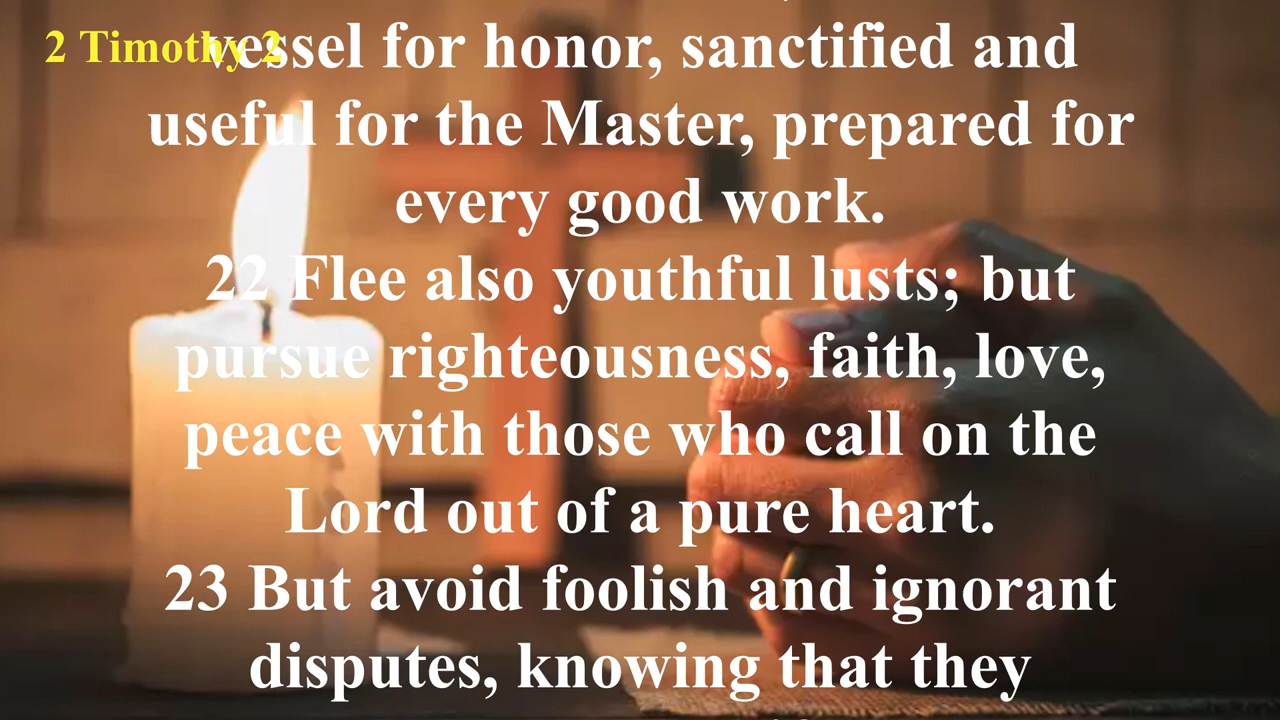 2 Timothy 2
vessel for honor, sanctified and
useful for the Master, prepared for
every good work.
22 Flee also youthful lusts; but
pursue righteousness, faith, love,
peace with those who call on the
Lord out of a pure heart.
23 But avoid foolish and ignorant
disputes, knowing that they